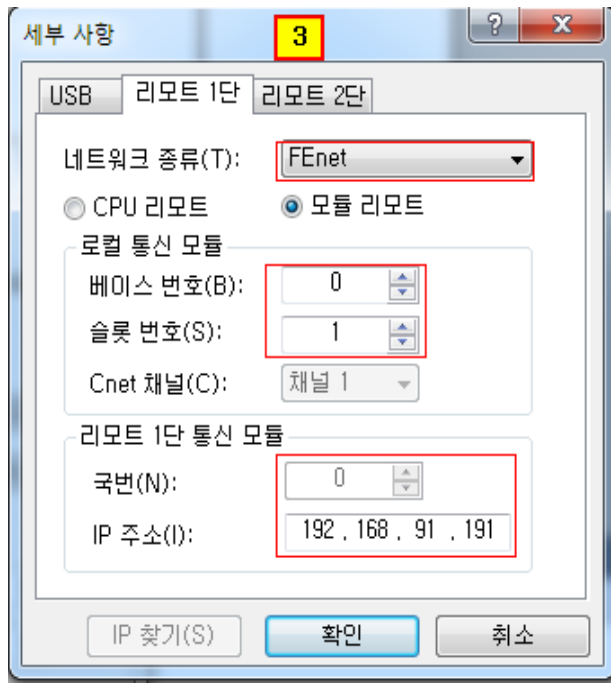 세부 사항
3
USB 리모트 1단 리모트 2단
네트워크 종류(T): FEnet
CPU 리모트 모듈 리모트
로컬 통신 모듈
베이스 번호(B): 0
슬롯 번호(S): 1
Cnet 채널(C): 채널 1
리모트 1단 통신 모듈
국번(N): 0
IP 주소(I): 192 . 168 . 91 . 191
IP 찾기(S) 확인 취소